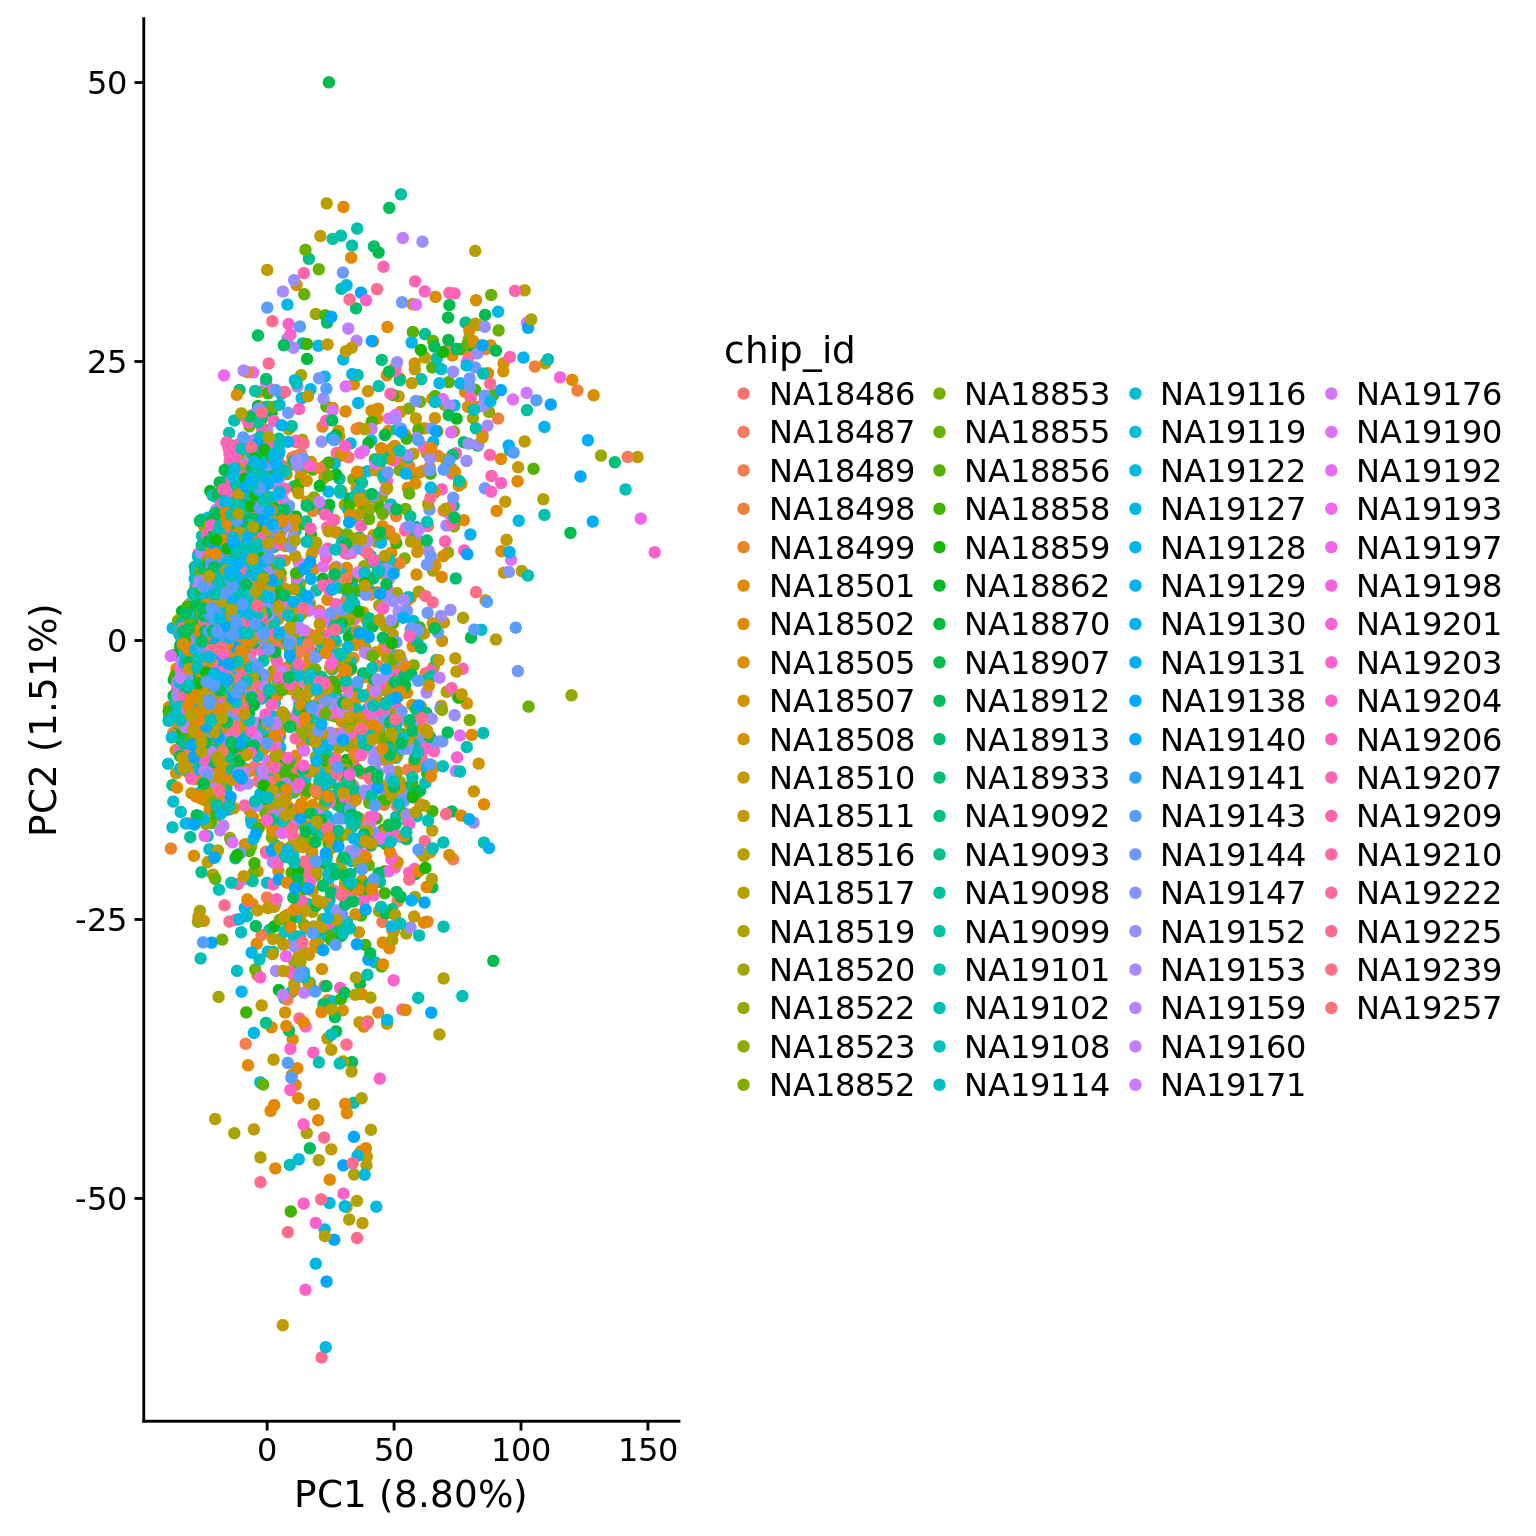 50
25
0
-25
-50
PC2 (1.51%)
0 50 100 150
PC1 (8.80%)
chip_id
NA18486 NA18853 NA19116 NA19176
NA18487 NA18855 NA19119 NA19190
NA18489 NA18856 NA19122 NA19192
NA18498 NA18858 NA19127 NA19193
NA18499 NA18859 NA19128 NA19197
NA18501 NA18862 NA19129 NA19198
NA18502 NA18870 NA19130 NA19201
NA18505 NA18907 NA19131 NA19203
NA18507 NA18912 NA19138 NA19204
NA18508 NA18913 NA19140 NA19206
NA18510 NA18933 NA19141 NA19207
NA18511 NA19092 NA19143 NA19209
NA18516 NA19093 NA19144 NA19210
NA18517 NA19098 NA19147 NA19222
NA18519 NA19099 NA19152 NA19225
NA18520 NA19101 NA19153 NA19239
NA18522 NA19102 NA19159 NA19257
NA18523 NA19108 NA19160
NA18852 NA19114 NA19171